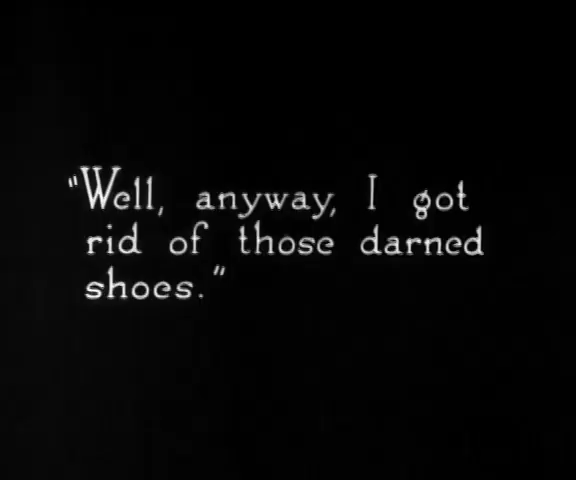 "Well, anyway, I got
rid of those darned
shoes."